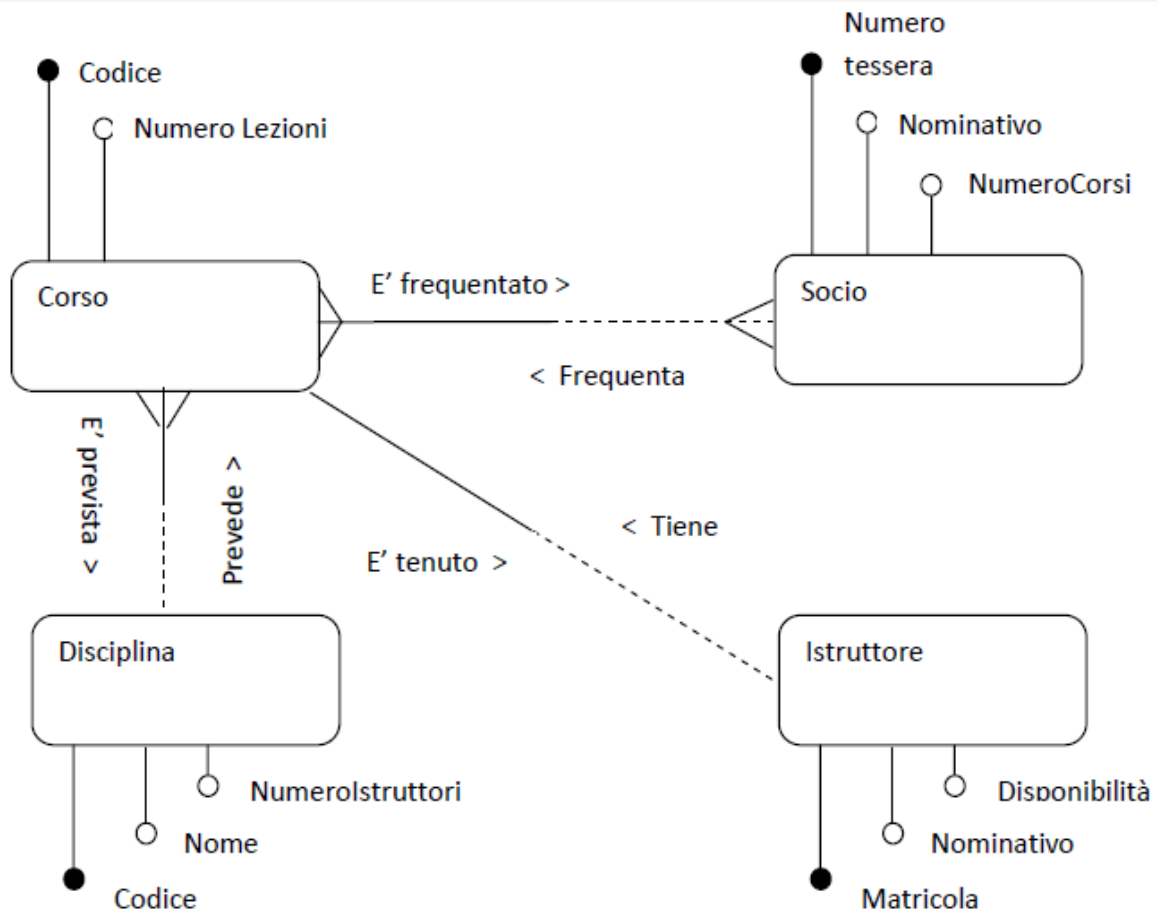 Codice
Numero Lezioni
Numero
tessera
Nominativo
NumeroCorsi
Corso
E’ frequentato >
Socio
< Frequenta
E’ prevista >
Prevede >
< Tiene
E’ tenuto >
Disciplina
Istruttore
NumeroIstruttori
Nome
Codice
Disponibilità
Nominativo
Matricola